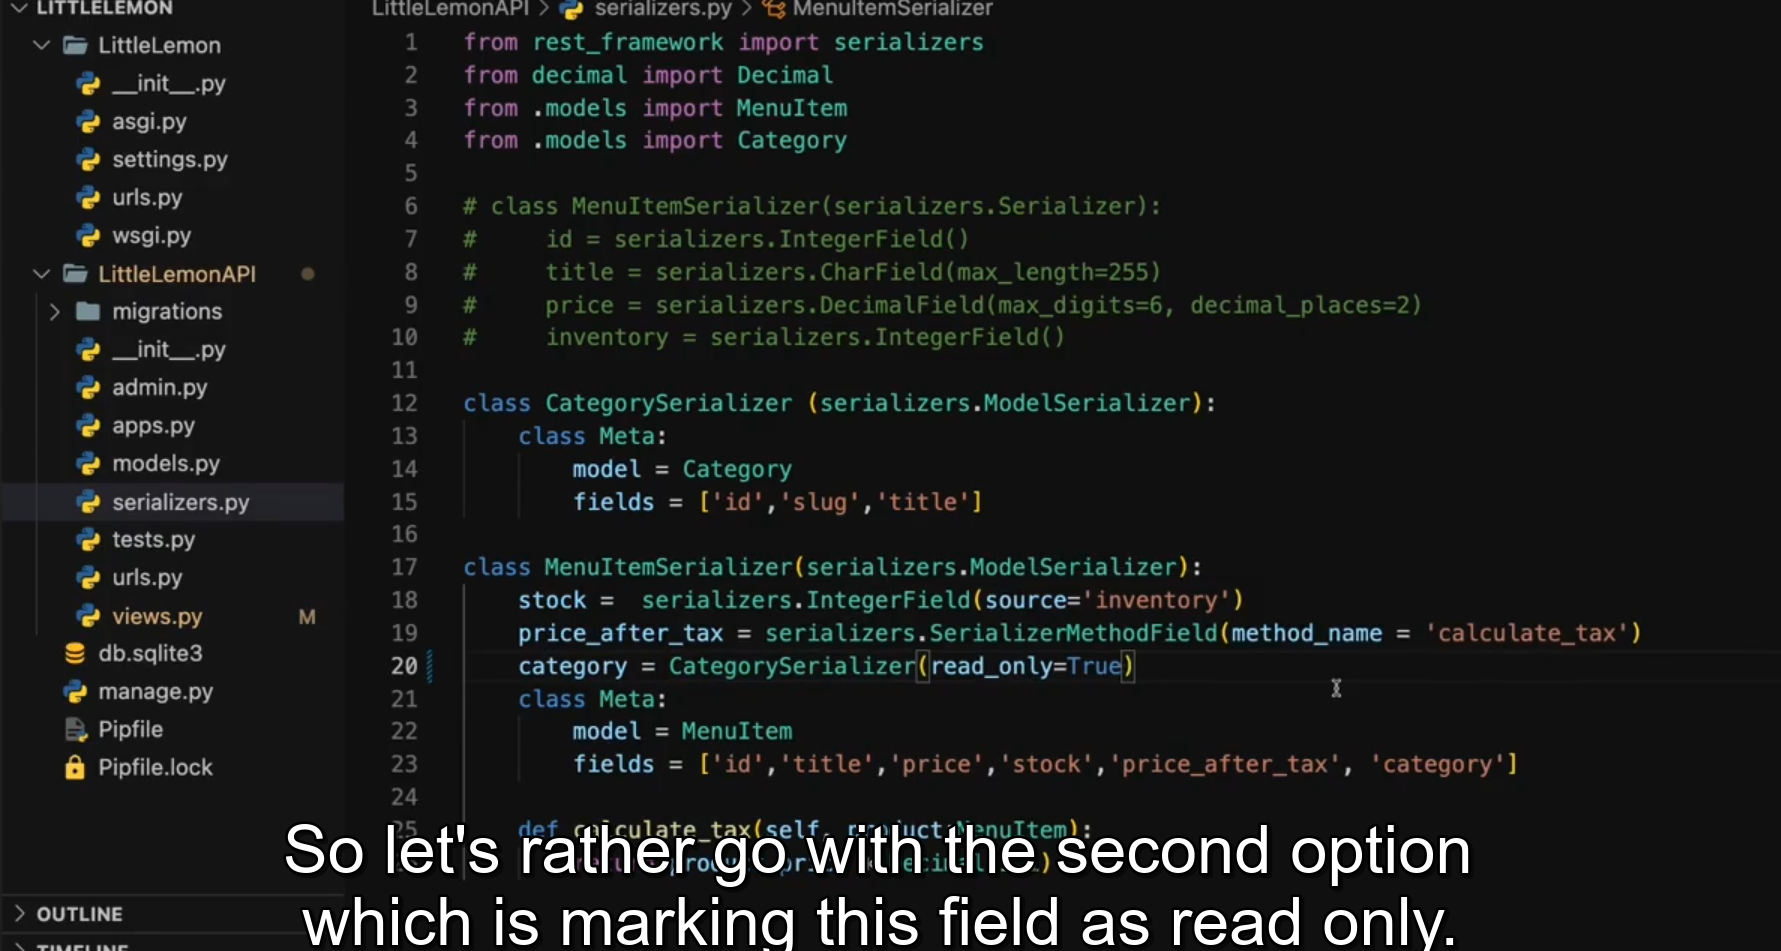 LITTLELEMON
LittleLemon
__init__.py
asgi.py
settings.py
urls.py
wsgi.py
LittleLemonAPI
migrations
__init__.py
admin.py
apps.py
models.py
serializers.py
tests.py
urls.py
views.py M
db.sqlite3
manage.py
Pipfile
Pipfile.lock
OUTLINE
TIMELINE
LittleLemonAPI > serializers.py > MenuItemSerializer
1 from rest_framework import serializers
2 from decimal import Decimal
3 from .models import MenuItem
4 from .models import Category
5
6 # class MenuItemSerializer(serializers.Serializer):
7 #     id = serializers.IntegerField()
8 #     title = serializers.CharField(max_length=255)
9 #     price = serializers.DecimalField(max_digits=6, decimal_places=2)
10 #     inventory = serializers.IntegerField()
11
12 class CategorySerializer (serializers.ModelSerializer):
13     class Meta:
14         model = Category
15         fields = ['id','slug','title']
16
17 class MenuItemSerializer(serializers.ModelSerializer):
18     stock =  serializers.IntegerField(source='inventory')
19     price_after_tax = serializers.SerializerMethodField(method_name = 'calculate_tax')
20     category = CategorySerializer(read_only=True)
21     class Meta:
22         model = MenuItem
23         fields = ['id','title','price','stock','price_after_tax', 'category']
24
25     def calculate_tax(self, product:MenuItem):
So let's rather go with the second option
which is marking this field as read only.